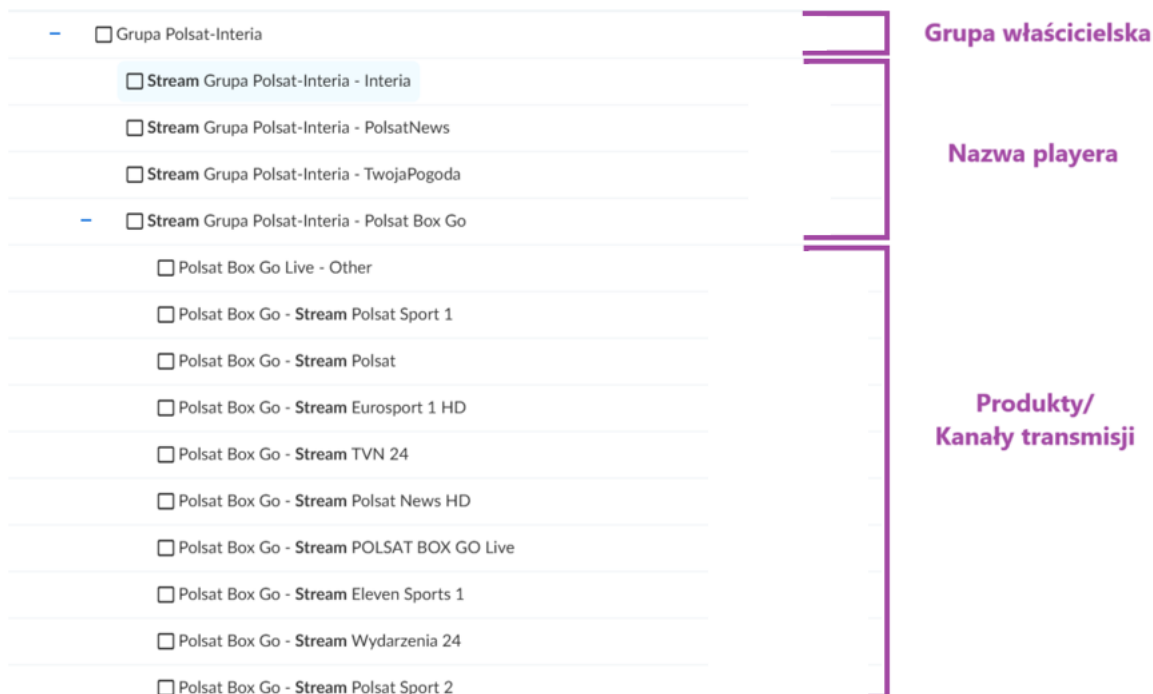 Grupa Polsat-Interia
Grupa właścicielska
Stream Grupa Polsat-Interia - Interia
Stream Grupa Polsat-Interia - PolsatNews
Nazwa playera
Stream Grupa Polsat-Interia - TwojaPogoda
Stream Grupa Polsat-Interia - Polsat Box Go
Polsat Box Go Live - Other
Polsat Box Go - Stream Polsat Sport 1
Polsat Box Go - Stream Polsat
Polsat Box Go - Stream Eurosport 1 HD
Produkty/
Kanały transmisji
Polsat Box Go - Stream TVN 24
Polsat Box Go - Stream Polsat News HD
Polsat Box Go - Stream POLSAT BOX GO Live
Polsat Box Go - Stream Eleven Sports 1
Polsat Box Go - Stream Wydarzenia 24
Polsat Box Go - Stream Polsat Sport 2